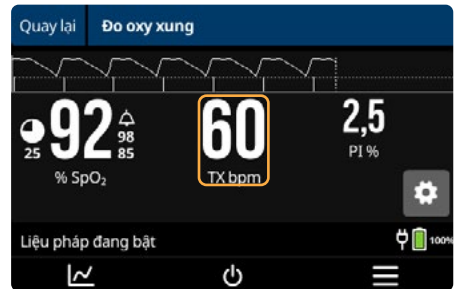 Quay lại Đo oxy xung
92 98 60 2,5
25 85
% SpO₂ TX bpm PI %
Liệu pháp đang bật 100%